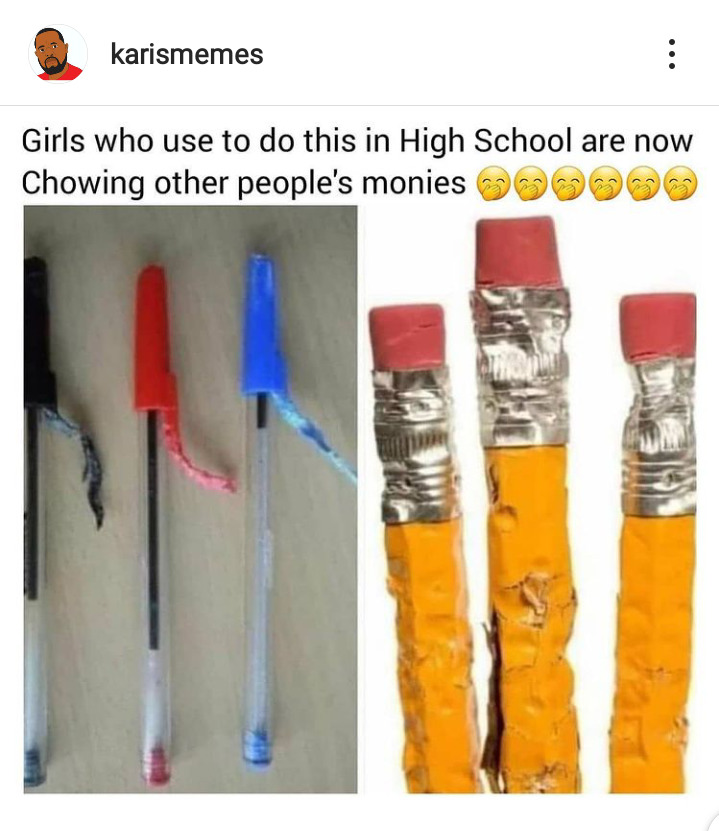 karismemes
Girls who use to do this in High School are now
Chowing other people's monies 🤭🤭🤭🤭🤭🤭